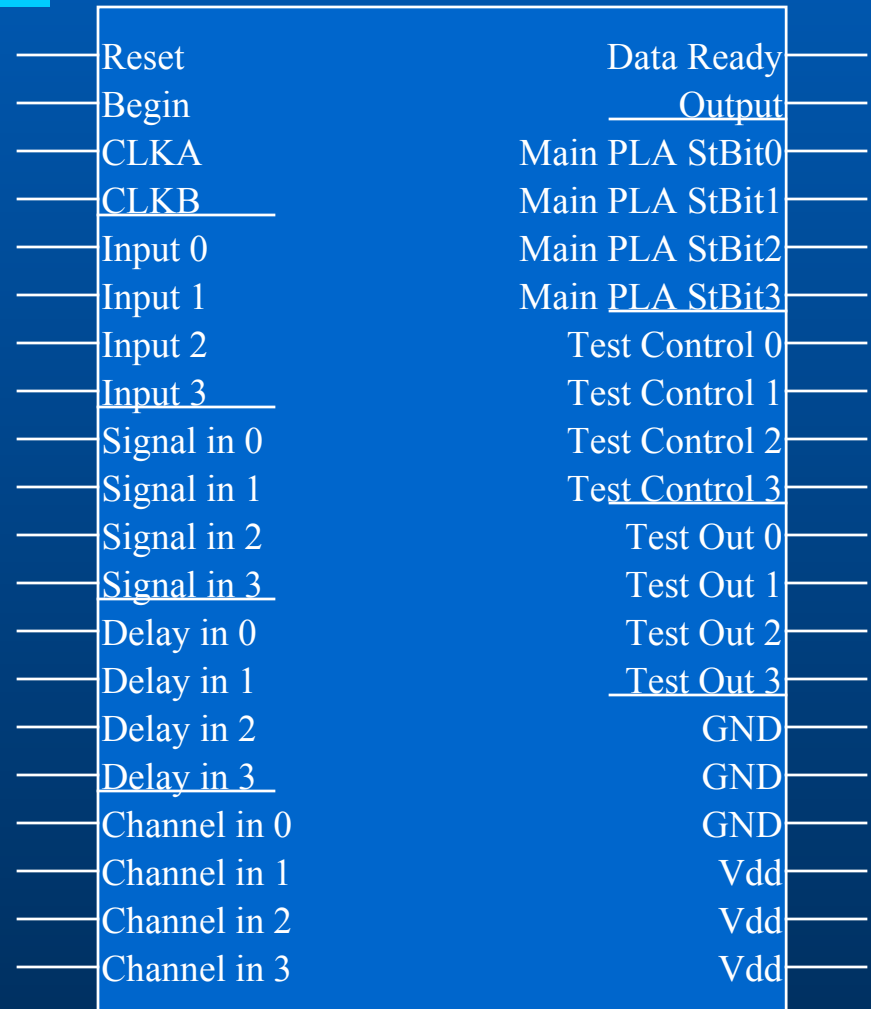 Reset
Begin
CLKA
CLKB
Input 0
Input 1
Input 2
Input 3
Signal in 0
Signal in 1
Signal in 2
Signal in 3
Delay in 0
Delay in 1
Delay in 2
Delay in 3
Channel in 0
Channel in 1
Channel in 2
Channel in 3
Data Ready
Output
Main PLA StBit0
Main PLA StBit1
Main PLA StBit2
Main PLA StBit3
Test Control 0
Test Control 1
Test Control 2
Test Control 3
Test Out 0
Test Out 1
Test Out 2
Test Out 3
GND
GND
GND
Vdd
Vdd
Vdd